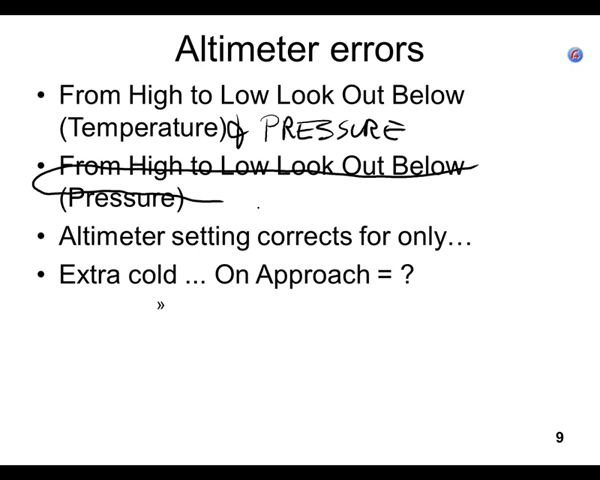 Altimeter errors
• From High to Low Look Out Below
(Temperature) & PRESSURE
• From High to Low Look Out Below
(Pressure)
• Altimeter setting corrects for only…
• Extra cold ... On Approach = ?
»
9